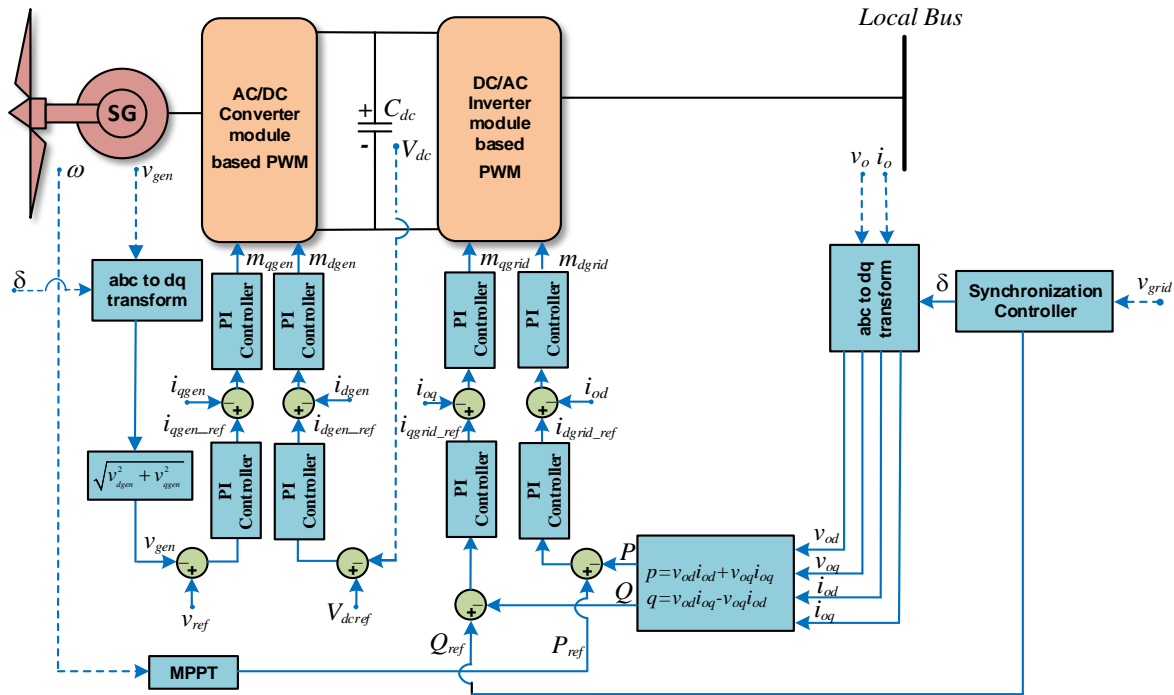 Local Bus
SG
AC/DC
Converter
module
based PWM
+
-
C_dc
V_dc
DC/AC
Inverter
module
based
PWM
ω
v_gen
v_o i_o
δ
abc to dq
transform
m_qgen
m_dgen
m_qgrid
m_dgrid
PI
Controller
PI
Controller
PI
Controller
PI
Controller
abc to dq
transform
δ
Synchronization
Controller
v_grid
i_qgen
i_dgen
i_oq
i_od
- +
- +
- +
- +
i_qgen_ref
i_dgen_ref
i_qgrid_ref
i_dgrid_ref
PI
Controller
PI
Controller
PI
Controller
PI
Controller
√v²_dgen + v²_qgen
v_gen
- +
v_ref
- +
V_dcref
- +
- +
P
Q
p=v_od i_od+v_oq i_oq
q=v_od i_oq-v_oq i_od
v_od
v_oq
i_od
i_oq
Q_ref
P_ref
MPPT